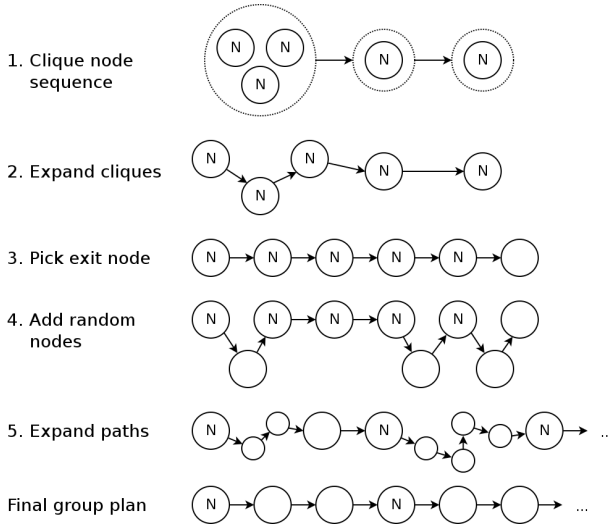 1. Clique node
sequence
N N N N N
2. Expand cliques
N N N N N
3. Pick exit node
N N N N N
4. Add random
nodes
N N N N N
5. Expand paths
N N N ..
Final group plan
N N ...